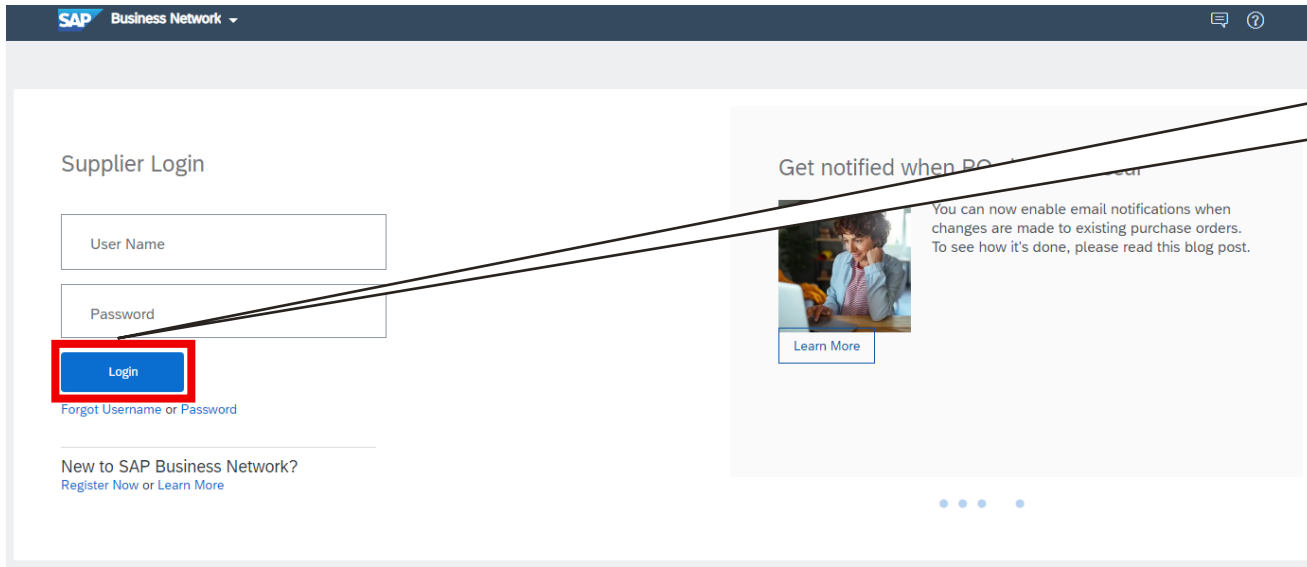 SAP Business Network
Supplier Login
User Name
Password
Login
Forgot Username or Password
New to SAP Business Network?
Register Now or Learn More
Get notified when
You can now enable email notifications when
changes are made to existing purchase orders.
To see how it's done, please read this blog post.
Learn More